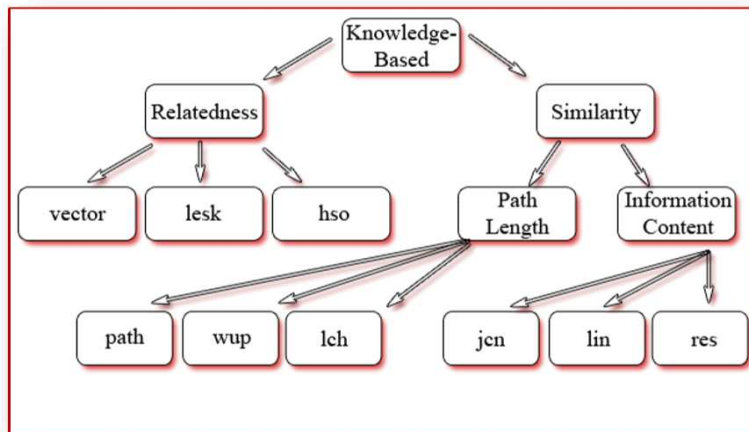 Knowledge-
Based
Relatedness
Similarity
vector
lesk
hso
Path
Length
Information
Content
path
wup
lch
jcn
lin
res